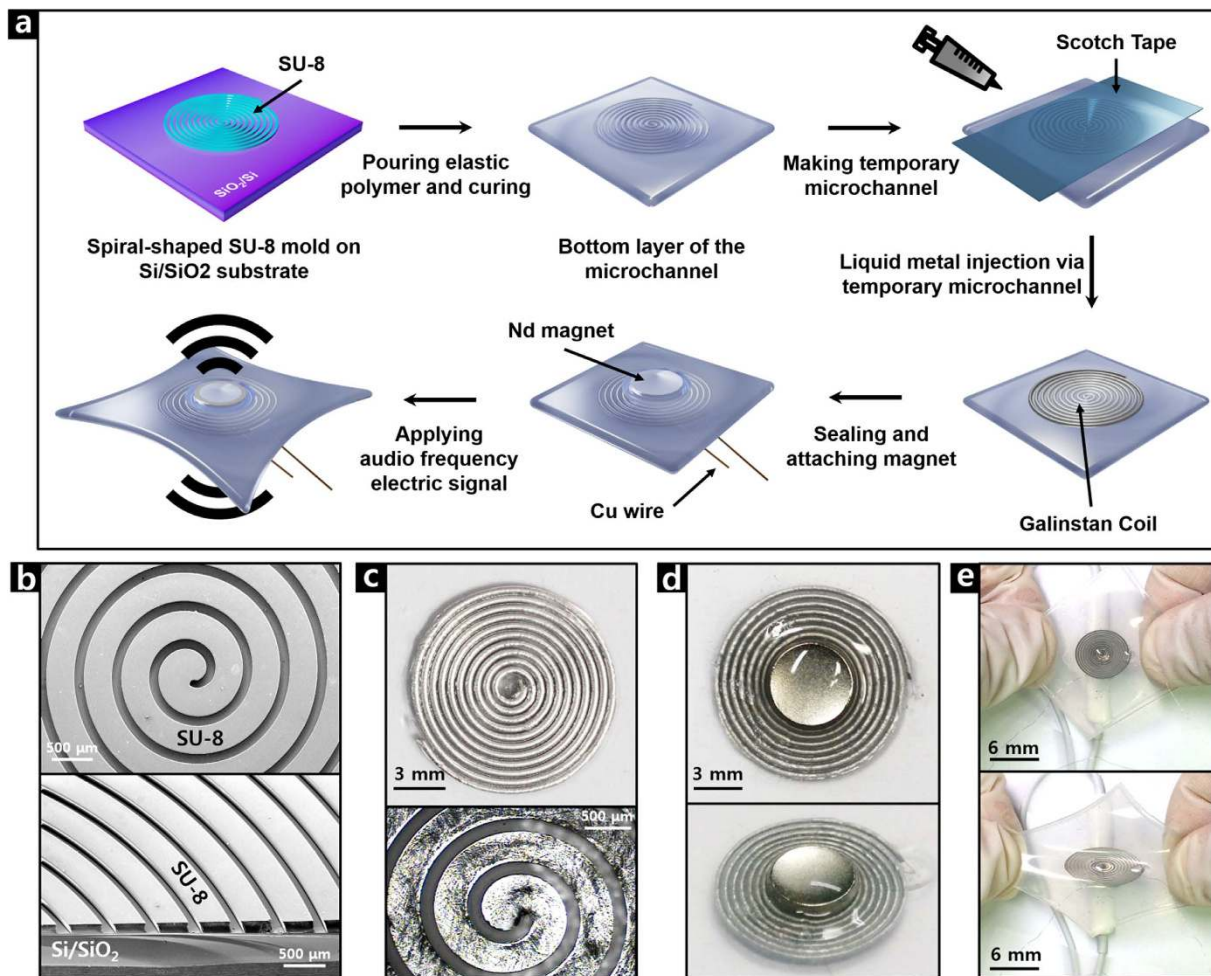 a
SU-8
SiO2/Si
Scotch Tape
Pouring elastic
polymer and curing
Making temporary
microchannel
Spiral-shaped SU-8 mold on
Si/SiO2 substrate
Bottom layer of the
microchannel
Liquid metal injection via
temporary microchannel
Nd magnet
Applying
audio frequency
electric signal
Sealing and
attaching magnet
Cu wire
Galinstan Coil
b
SU-8
500 µm
SU-8
Si/SiO2
500 µm
c
3 mm
500 µm
d
3 mm
e
6 mm
6 mm